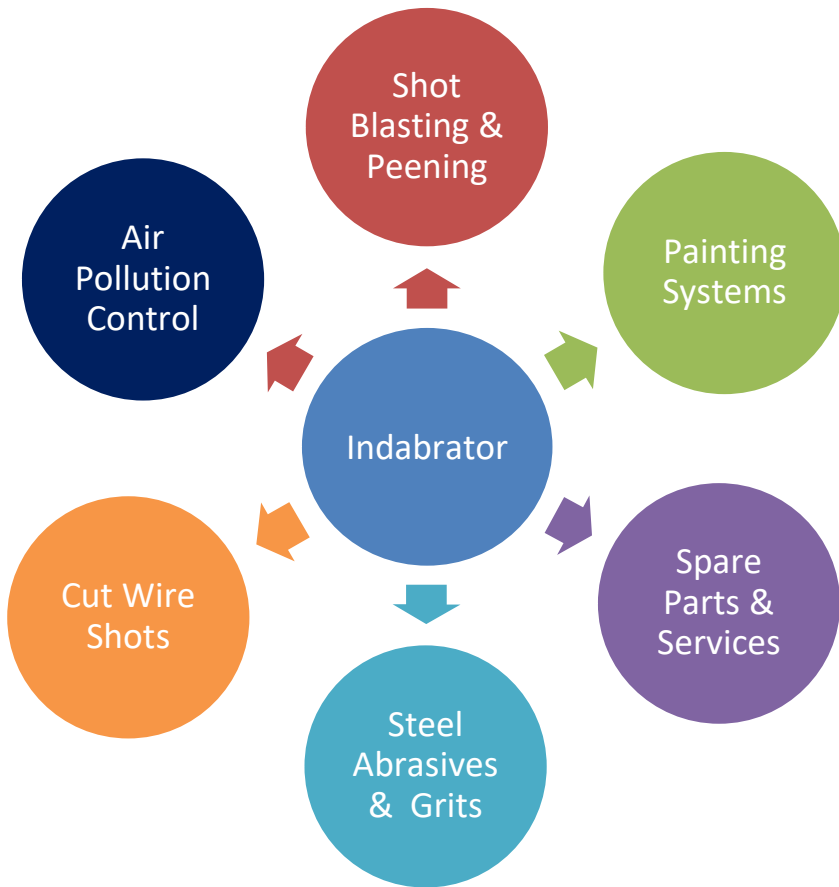 Shot
Blasting &
Peening
Air
Pollution
Control
Painting
Systems
Indabrator
Cut Wire
Shots
Spare
Parts &
Services
Steel
Abrasives
& Grits